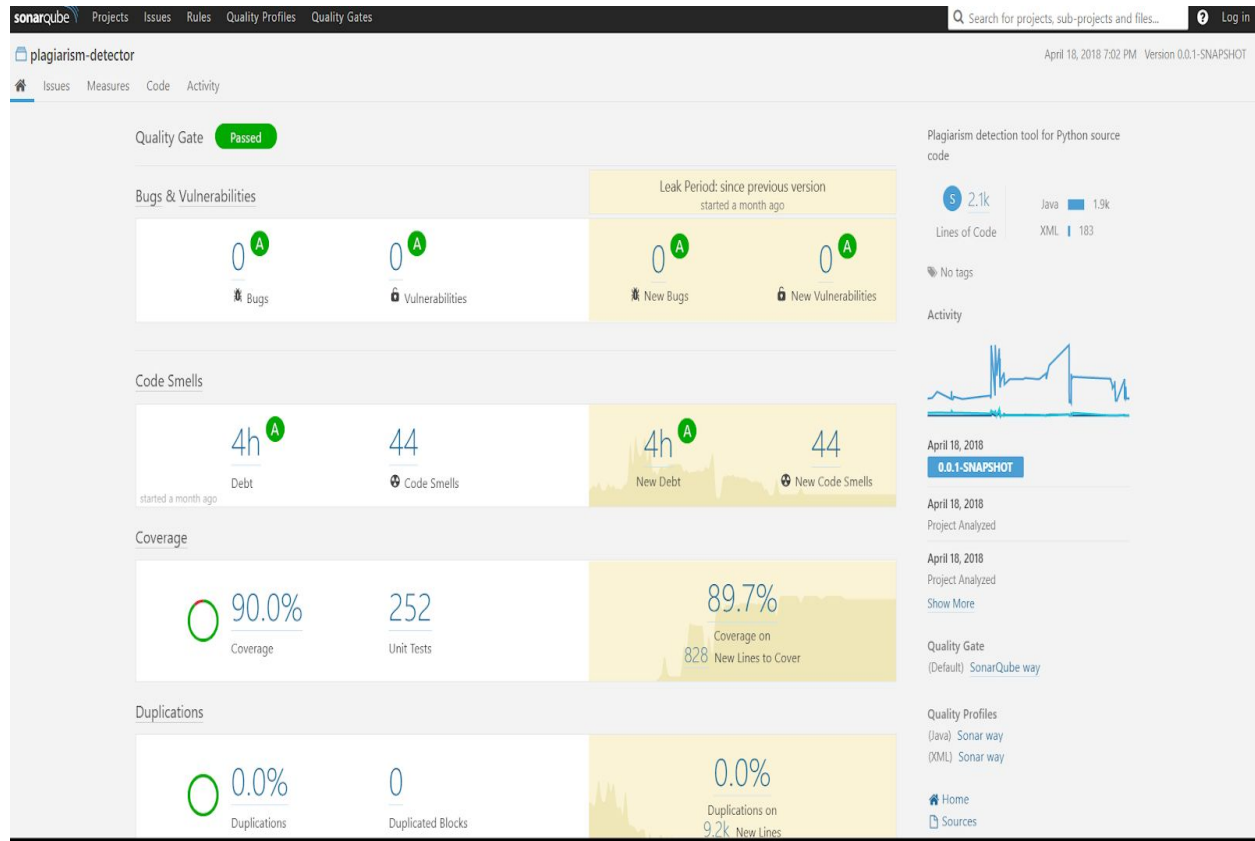 sonarqube Projects Issues Rules Quality Profiles Quality Gates Search for projects, sub-projects and files... ? Log in
plagiarism-detector April 18, 2018 7:02 PM Version 0.0.1-SNAPSHOT
Issues Measures Code Activity
Quality Gate Passed
Bugs & Vulnerabilities
Leak Period: since previous version
started a month ago
0 A 0 A 0 A 0 A
Bugs Vulnerabilities New Bugs New Vulnerabilities
Code Smells
4h A 44 4h A 44
Debt Code Smells New Debt New Code Smells
started a month ago
Coverage
90.0% 252 89.7%
Coverage Unit Tests Coverage on
828 New Lines to Cover
Duplications
0.0% 0 0.0%
Duplications Duplicated Blocks Duplications on
9.2k New Lines
Plagiarism detection tool for Python source
code
S 2.1k Java 1.9k
Lines of Code XML 183
No tags
Activity
April 18, 2018
0.0.1-SNAPSHOT
April 18, 2018
Project Analyzed
April 18, 2018
Project Analyzed
Show More
Quality Gate
(Default) SonarQube way
Quality Profiles
(Java) Sonar way
(XML) Sonar way
Home
Sources